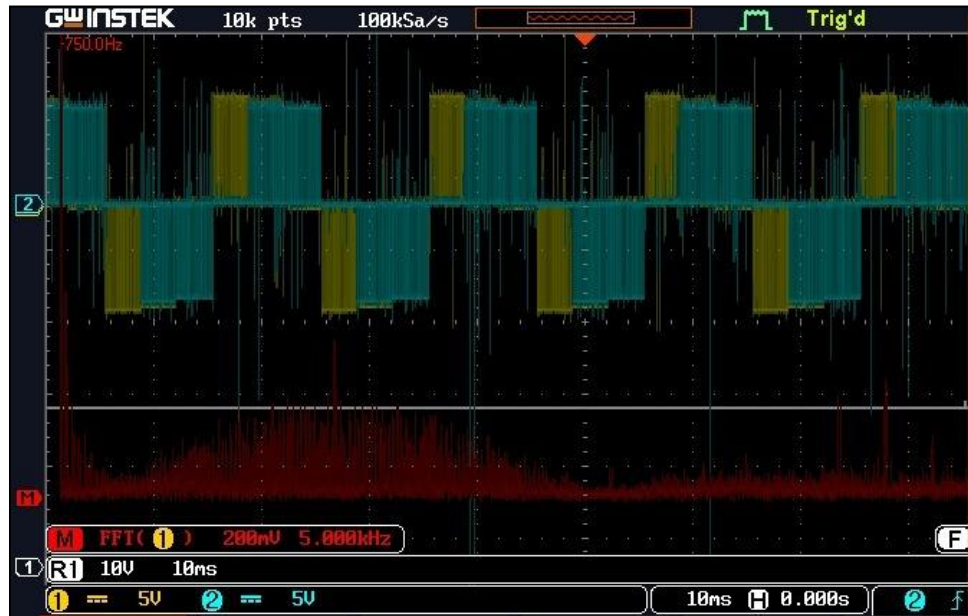 GWINSTEK 10k pts 100kSa/s Trig'd
-750.0Hz
2
M
M FFT( 1 ) 200mV 5.000kHz F
1 R1 10V 10ms
1 5V 2 5V 10ms H 0.000s 2